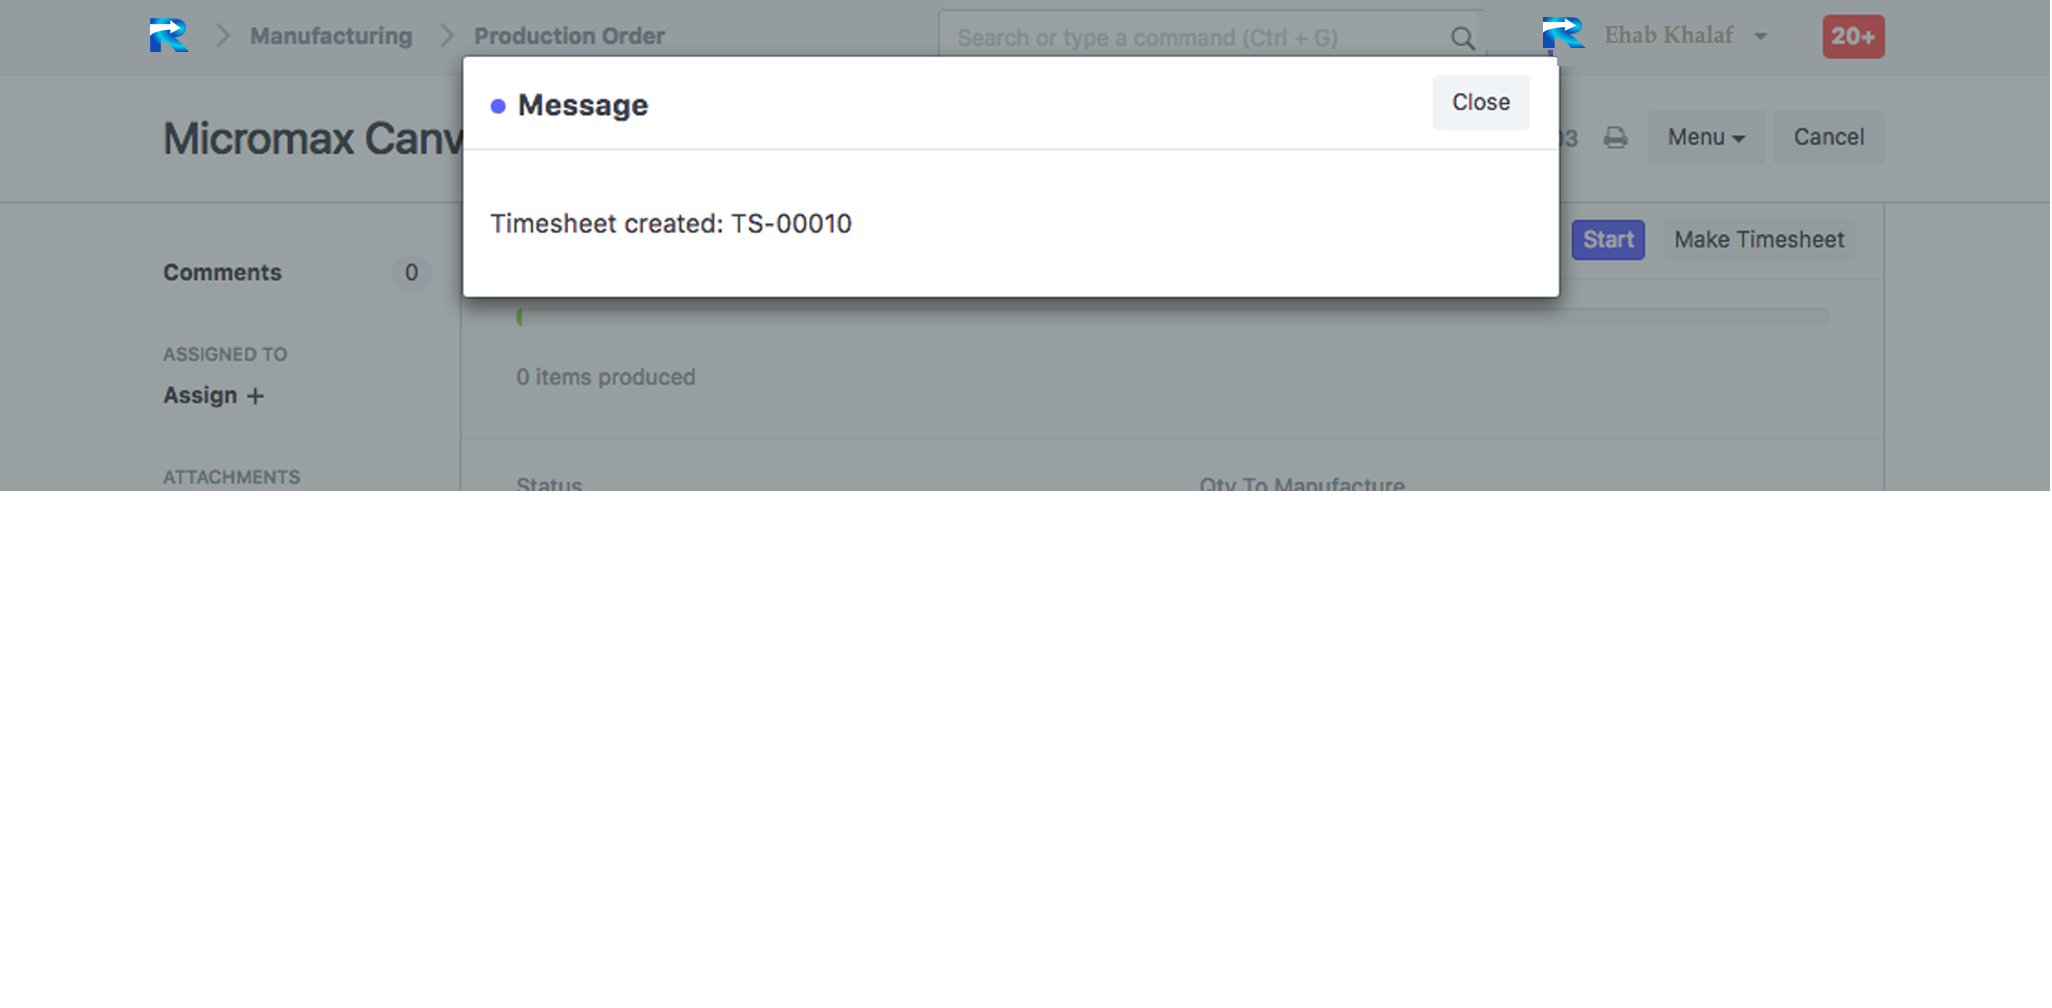 Manufacturing
Production Order
Search or type a command (Ctrl + G)
Ehab Khalaf
20+
Message
Close
Micromax Canv
03
Menu
Cancel
Timesheet created: TS-00010
Start
Make Timesheet
Comments
0
0 items produced
ASSIGNED TO
Assign +
ATTACHMENTS
Status
Qty To Manufacture